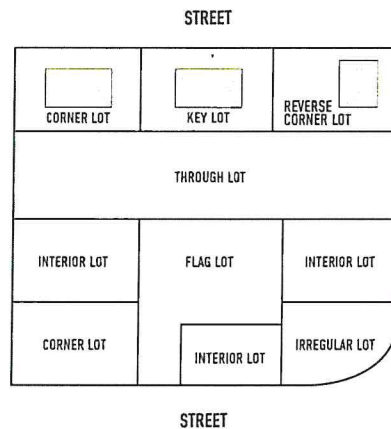 STREET
CORNER LOT
KEY LOT
REVERSE
CORNER LOT
THROUGH LOT
INTERIOR LOT
FLAG LOT
INTERIOR LOT
CORNER LOT
INTERIOR LOT
IRREGULAR LOT
STREET